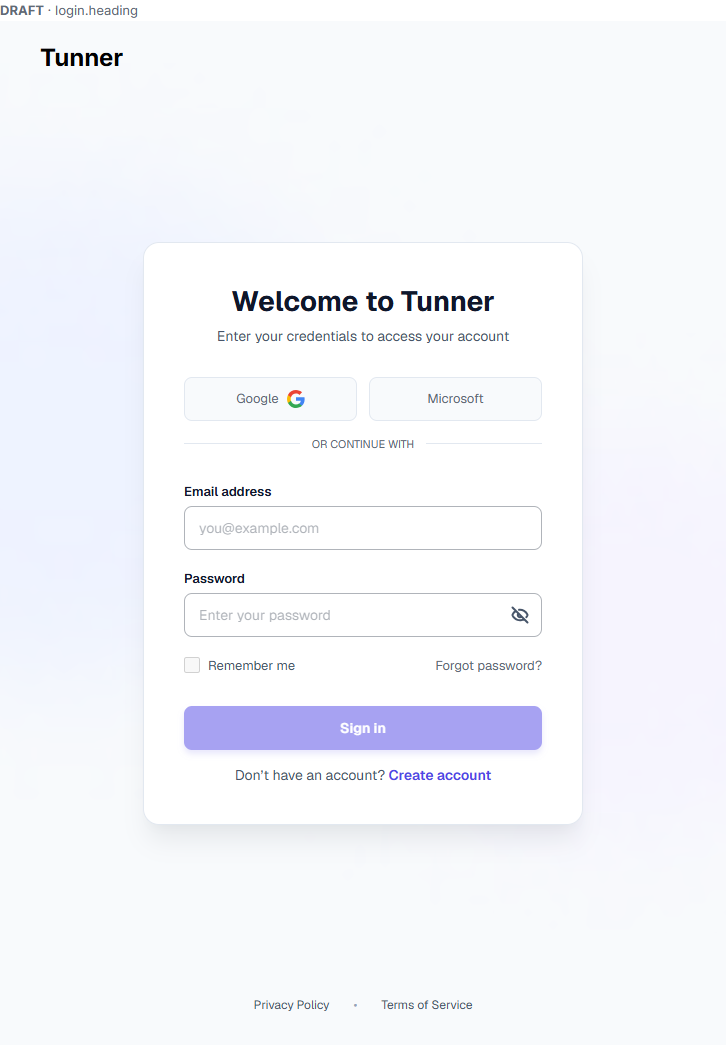 DRAFT · login.heading
Tunner
Welcome to Tunner
Enter your credentials to access your account
Google
Microsoft
OR CONTINUE WITH
Email address
you@example.com
Password
Enter your password
Remember me
Forgot password?
Sign in
Don't have an account? Create account
Privacy Policy • Terms of Service